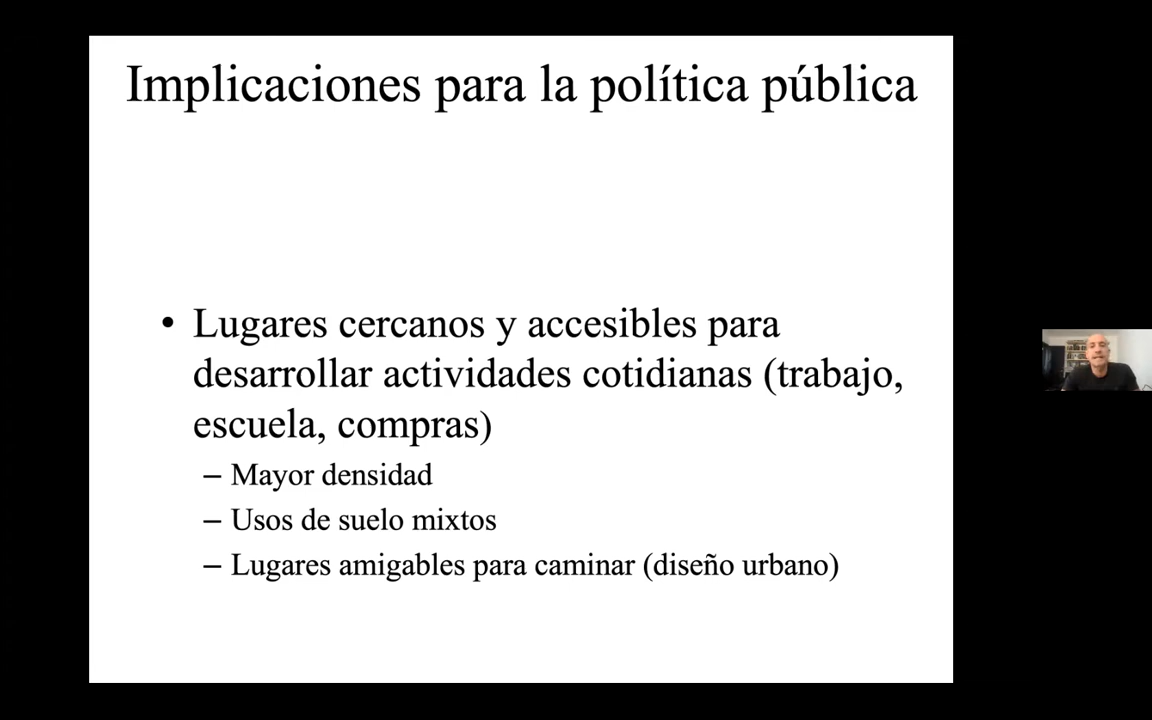 Implicaciones para la política pública
• Lugares cercanos y accesibles para
desarrollar actividades cotidianas (trabajo,
escuela, compras)
– Mayor densidad
– Usos de suelo mixtos
– Lugares amigables para caminar (diseño urbano)